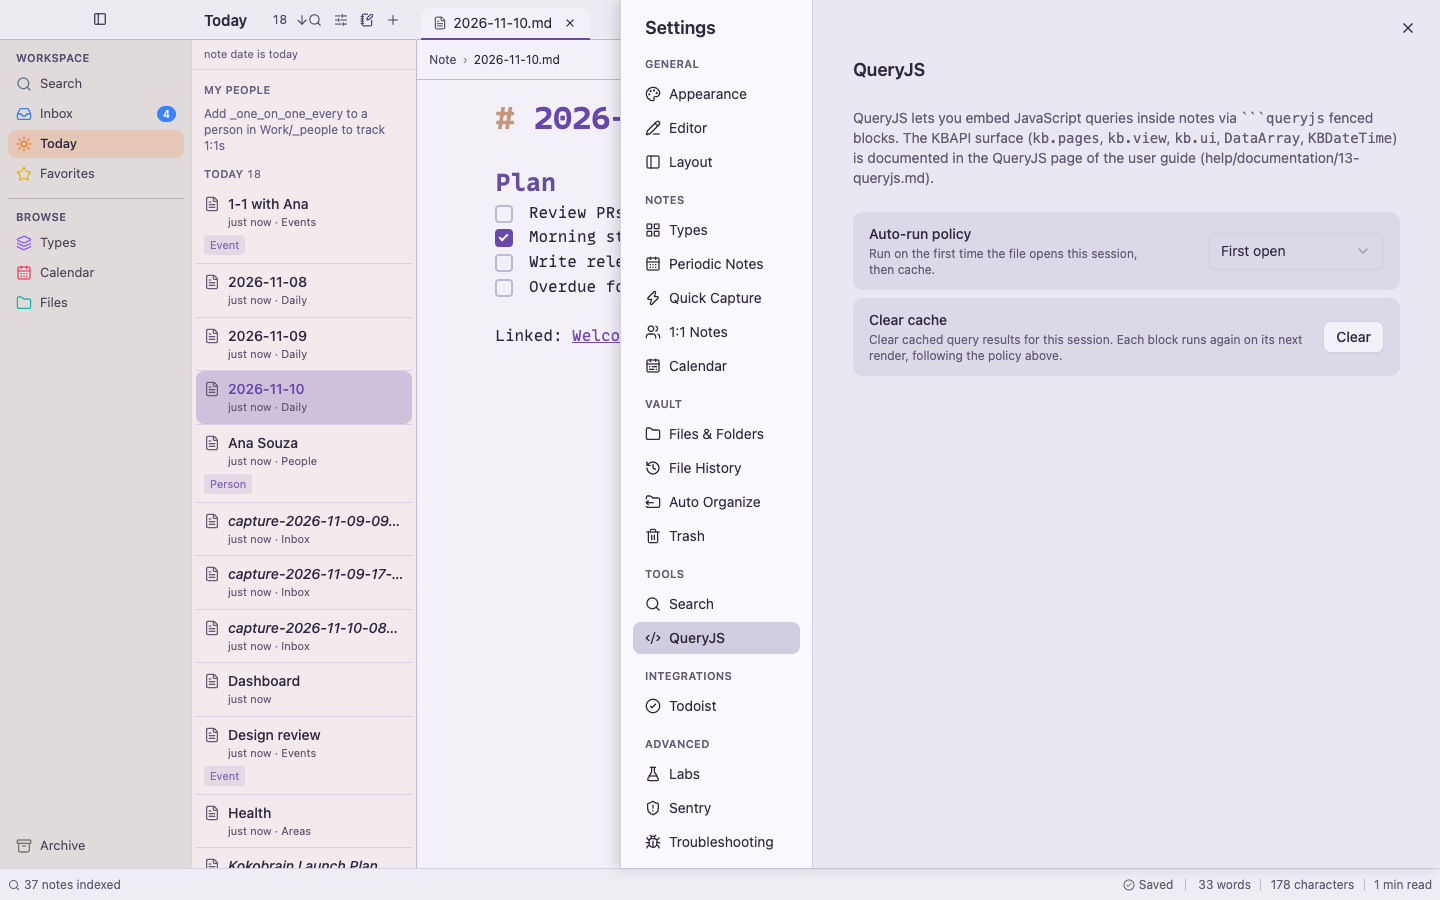 Today
18
WORKSPACE
Search
Inbox
4
Today
Favorites
BROWSE
Types
Calendar
Files
Archive
note date is today
MY PEOPLE
Add _one_on_one_every to a
person in Work/_people to track
1:1s
TODAY 18
1-1 with Ana
just now · Events
Event
2026-11-08
just now · Daily
2026-11-09
just now · Daily
2026-11-10
just now · Daily
Ana Souza
just now · People
Person
capture-2026-11-09-09...
just now · Inbox
capture-2026-11-09-17-...
just now · Inbox
capture-2026-11-10-08...
just now · Inbox
Dashboard
just now
Design review
just now · Events
Event
Health
just now · Areas
Kokobrain Launch Plan
2026-11-10.md
Note › 2026-11-10.md
# 2026-
Plan
Review PRs
Morning st
Write rele
Overdue fo
Linked: Welco
Settings
GENERAL
Appearance
Editor
Layout
NOTES
Types
Periodic Notes
Quick Capture
1:1 Notes
Calendar
VAULT
Files & Folders
File History
Auto Organize
Trash
TOOLS
Search
QueryJS
INTEGRATIONS
Todoist
ADVANCED
Labs
Sentry
Troubleshooting
QueryJS
QueryJS lets you embed JavaScript queries inside notes via ```queryjs fenced
blocks. The KBAPI surface (kb.pages, kb.view, kb.ui, DataArray, KBDateTime)
is documented in the QueryJS page of the user guide (help/documentation/13-
queryjs.md).
Auto-run policy
Run on the first time the file opens this session,
then cache.
First open
Clear cache
Clear cached query results for this session. Each block runs again on its next
render, following the policy above.
Clear
37 notes indexed
Saved
33 words
178 characters
1 min read